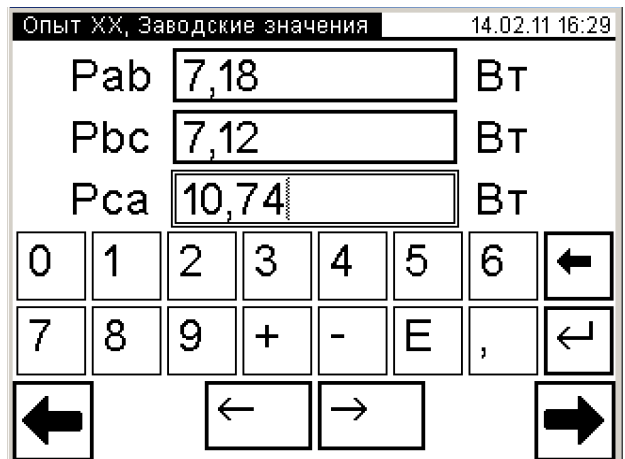 Опыт ХХ, Заводские значения 14.02.11 16:29
Pab 7,18 Вт
Pbc 7,12 Вт
Pca 10,74 Вт
0 1 2 3 4 5 6
7 8 9 + - E ,